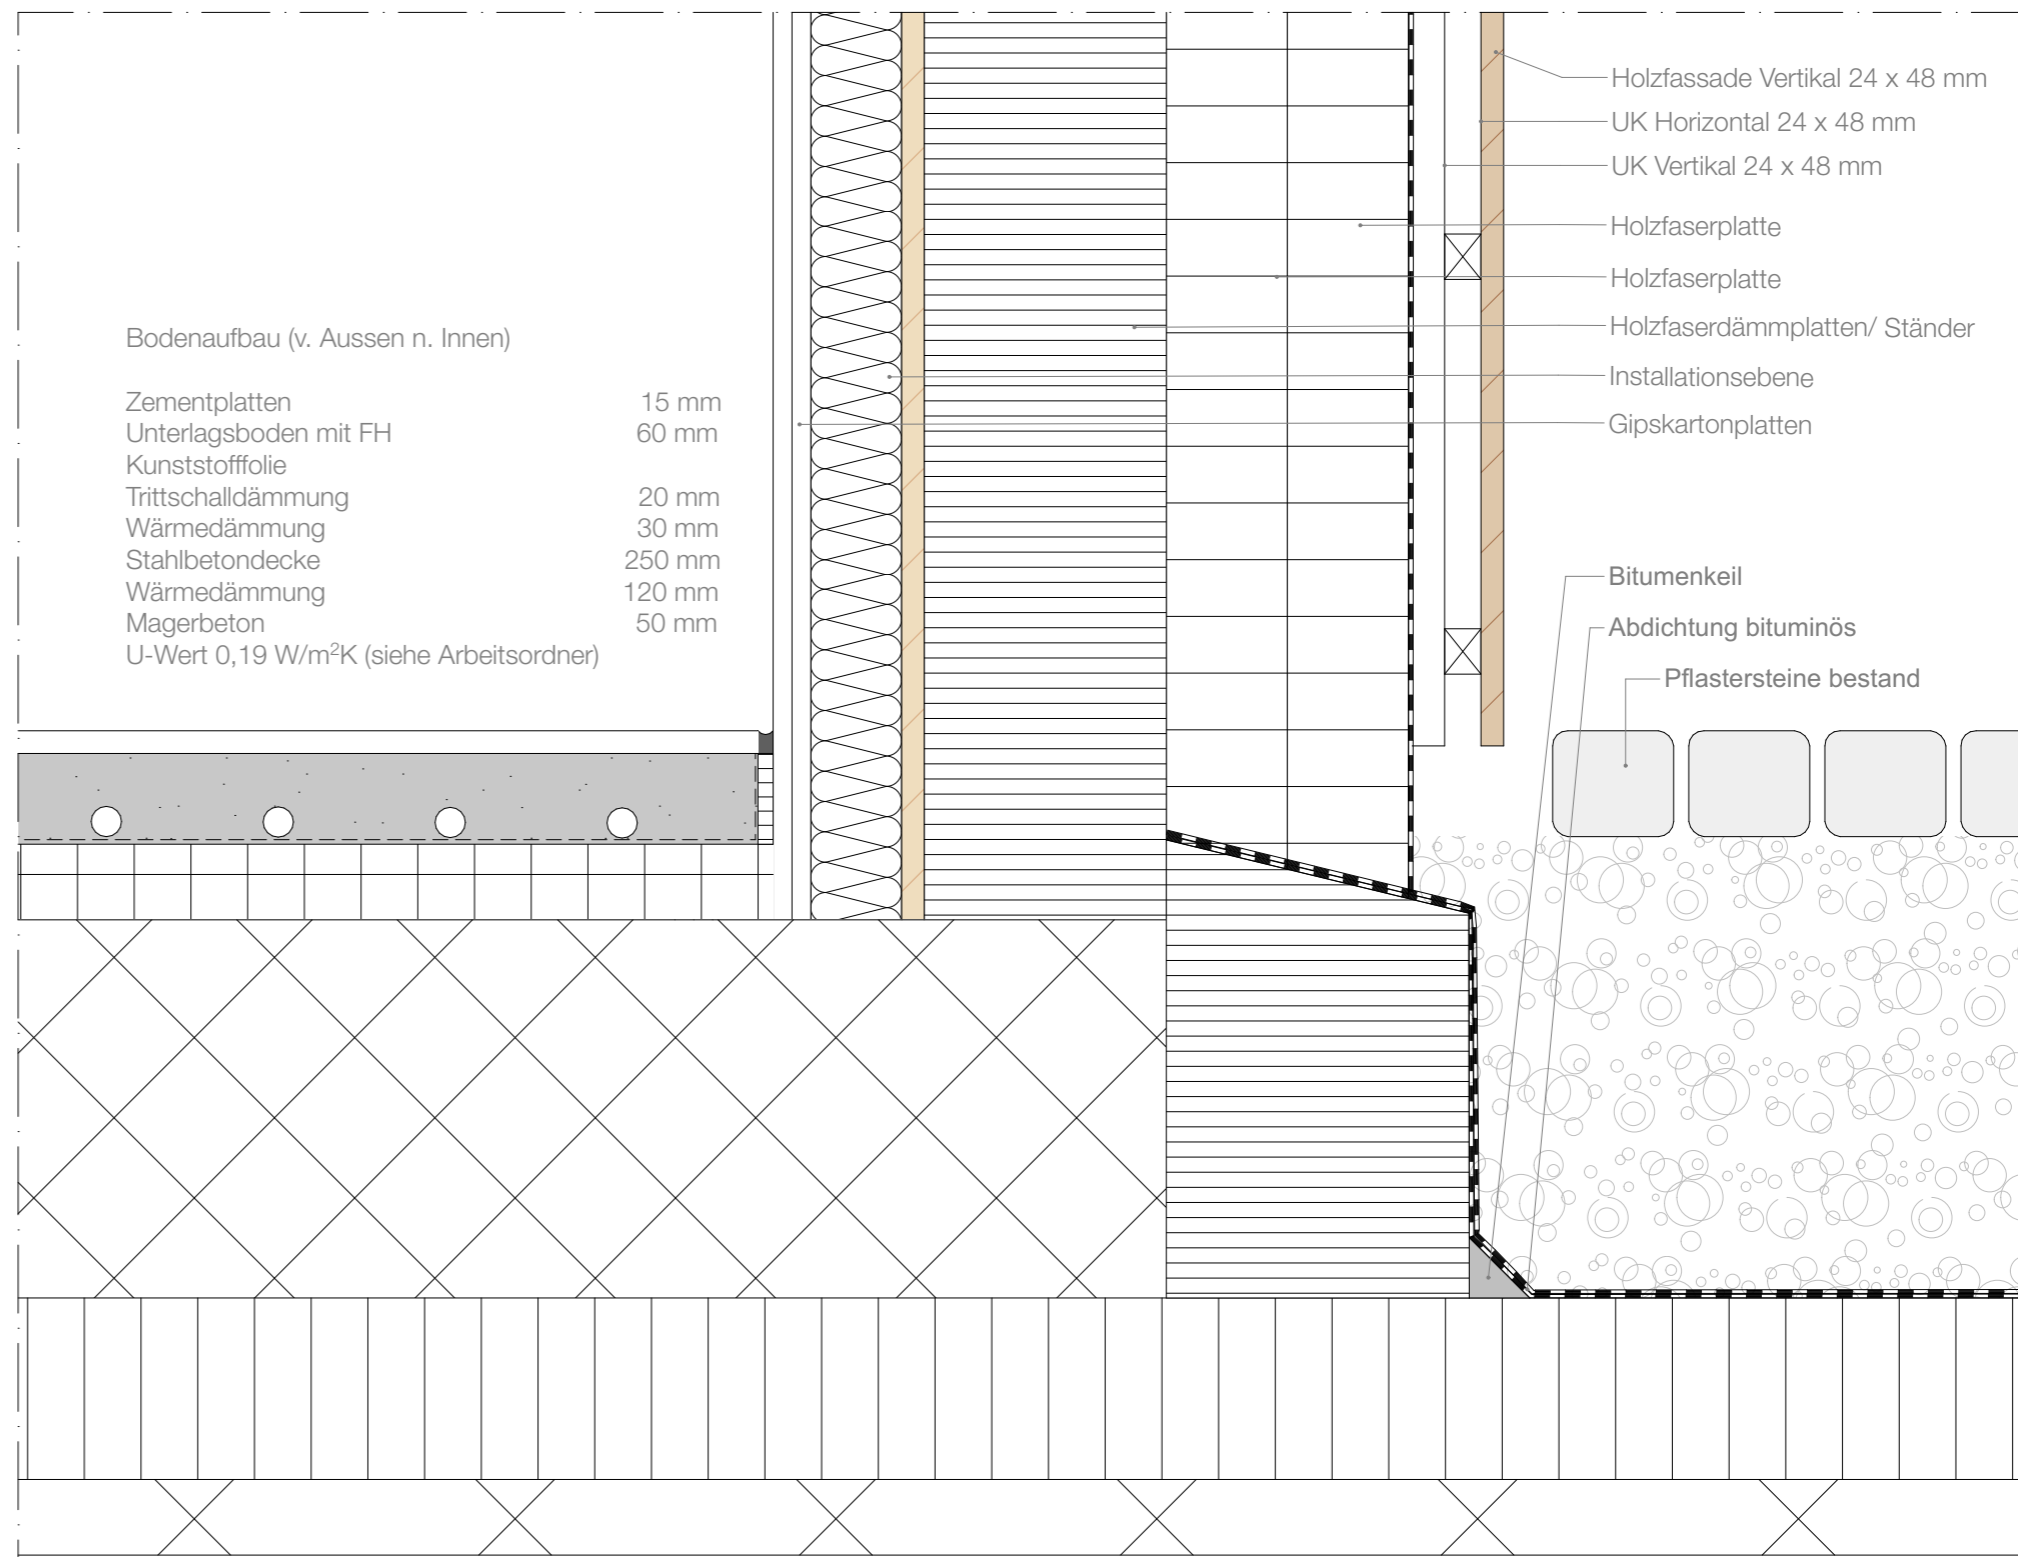 Bodenaufbau (v. Aussen n. Innen)
Zementplatten 15 mm
Unterlagsboden mit FH 60 mm
Kunststofffolie
Trittschalldämmung 20 mm
Wärmedämmung 30 mm
Stahlbetondecke 250 mm
Wärmedämmung 120 mm
Magerbeton 50 mm
U-Wert 0,19 W/m²K (siehe Arbeitsordner)
Holzfassade Vertikal 24 x 48 mm
UK Horizontal 24 x 48 mm
UK Vertikal 24 x 48 mm
Holzfaserplatte
Holzfaserplatte
Holzfaserdämmplatten/ Ständer
Installationsebene
Gipskartonplatten
Bitumenkeil
Abdichtung bituminös
Pflastersteine bestand